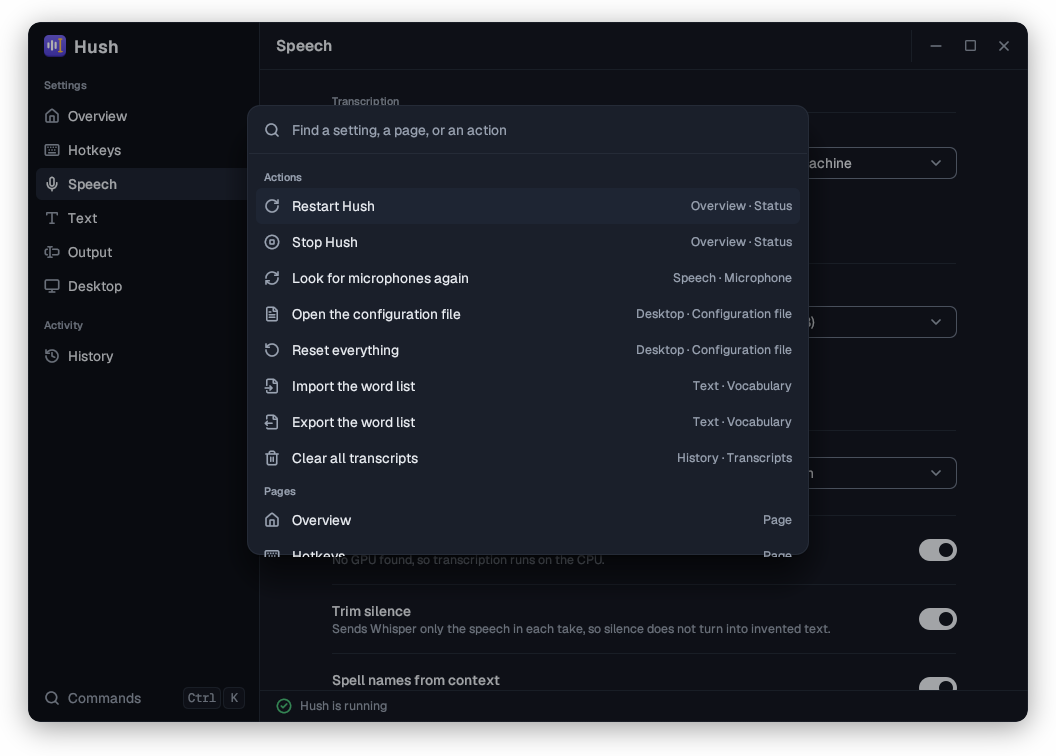 Hush
Speech
Settings
Overview
Hotkeys
Speech
Text
Output
Desktop
Activity
History
Commands
Ctrl K
Transcription
Find a setting, a page, or an action
Actions
Restart Hush Overview · Status
Stop Hush Overview · Status
Look for microphones again Speech · Microphone
Open the configuration file Desktop · Configuration file
Reset everything Desktop · Configuration file
Import the word list Text · Vocabulary
Export the word list Text · Vocabulary
Clear all transcripts History · Transcripts
Pages
Overview Page
Hotkeys Page
No GPU found, so transcription runs on the CPU.
Trim silence
Sends Whisper only the speech in each take, so silence does not turn into invented text.
Spell names from context
Hush is running